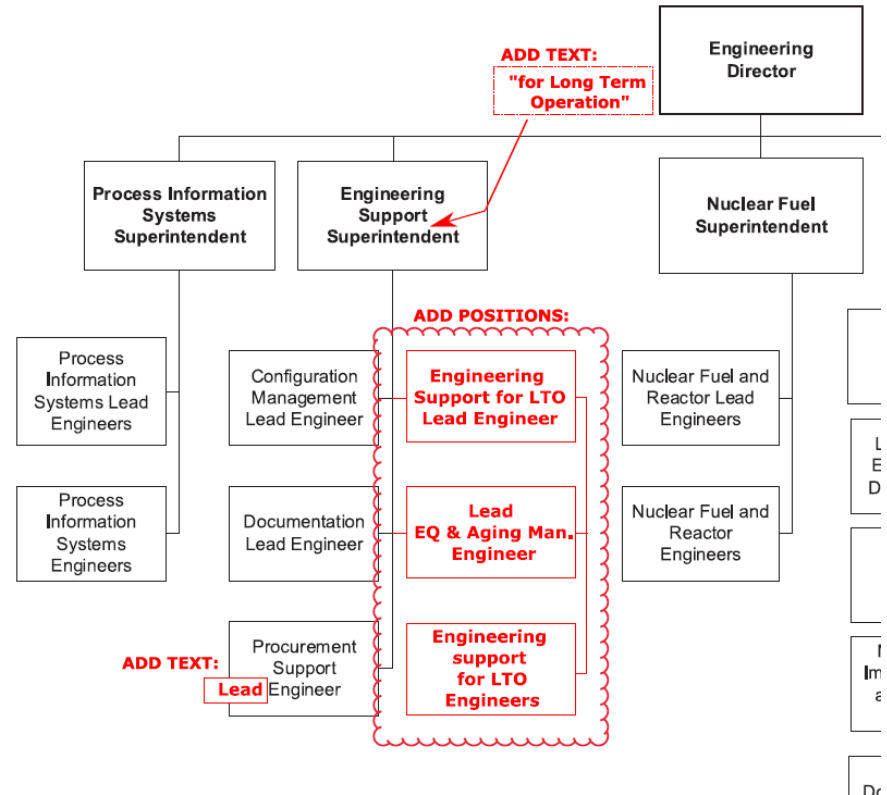 Engineering
Director
ADD TEXT:
"for Long Term
Operation"
Process Information
Systems
Superintendent
Engineering
Support
Superintendent
Nuclear Fuel
Superintendent
ADD POSITIONS:
Process
Information
Systems Lead
Engineers
Configuration
Management
Lead Engineer
Engineering
Support for LTO
Lead Engineer
Nuclear Fuel and
Reactor Lead
Engineers
L
E
D
Process
Information
Systems
Engineers
Documentation
Lead Engineer
Lead
EQ & Aging Man.
Engineer
Nuclear Fuel and
Reactor
Engineers
ADD TEXT:
Lead
Procurement
Support
Engineer
Engineering
support
for LTO
Engineers
Im
a
Do